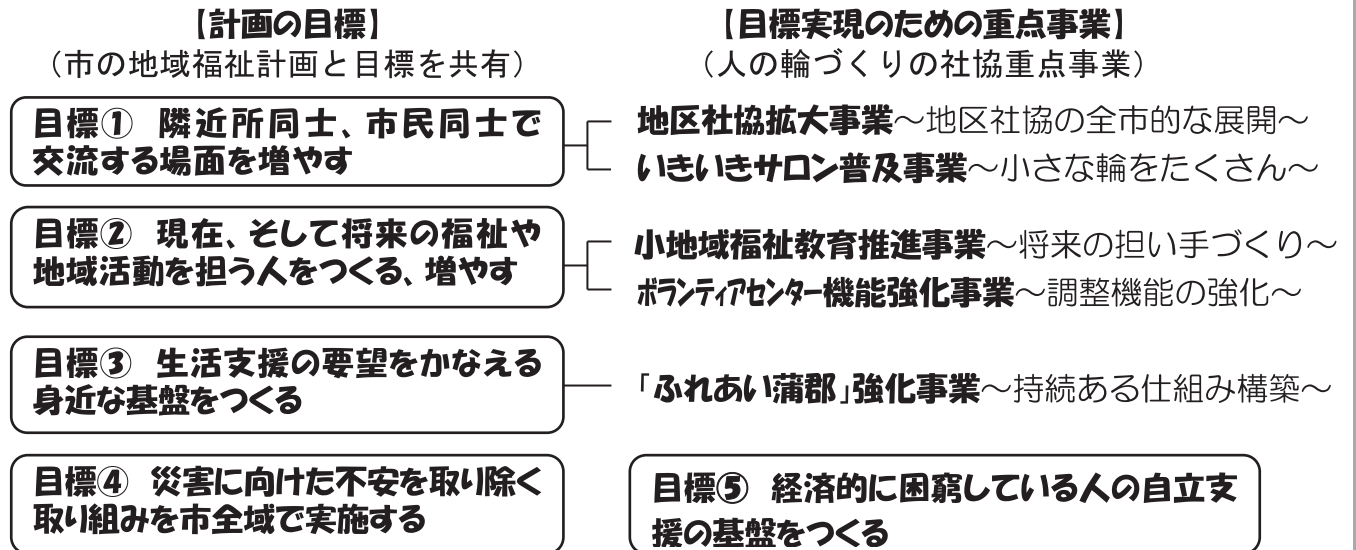 【計画の目標】
（市の地域福祉計画と目標を共有）
目標① 隣近所同士、市民同士で
交流する場面を増やす
目標② 現在、そして将来の福祉や
地域活動を担う人をつくる、増やす
目標③ 生活支援の要望をかなえる
身近な基盤をつくる
目標④ 災害に向けた不安を取り除く
取り組みを市全域で実施する
【目標実現のための重点事業】
（人の輪づくりの社協重点事業）
地区社協拡大事業～地区社協の全市的な展開～
いきいきサロン普及事業～小さな輪をたくさん～
小地域福祉教育推進事業～将来の担い手づくり～
ボランティアセンター機能強化事業～調整機能の強化～
「ふれあい蒲郡」強化事業～持続ある仕組み構築～
目標⑤ 経済的に困窮している人の自立支
援の基盤をつくる